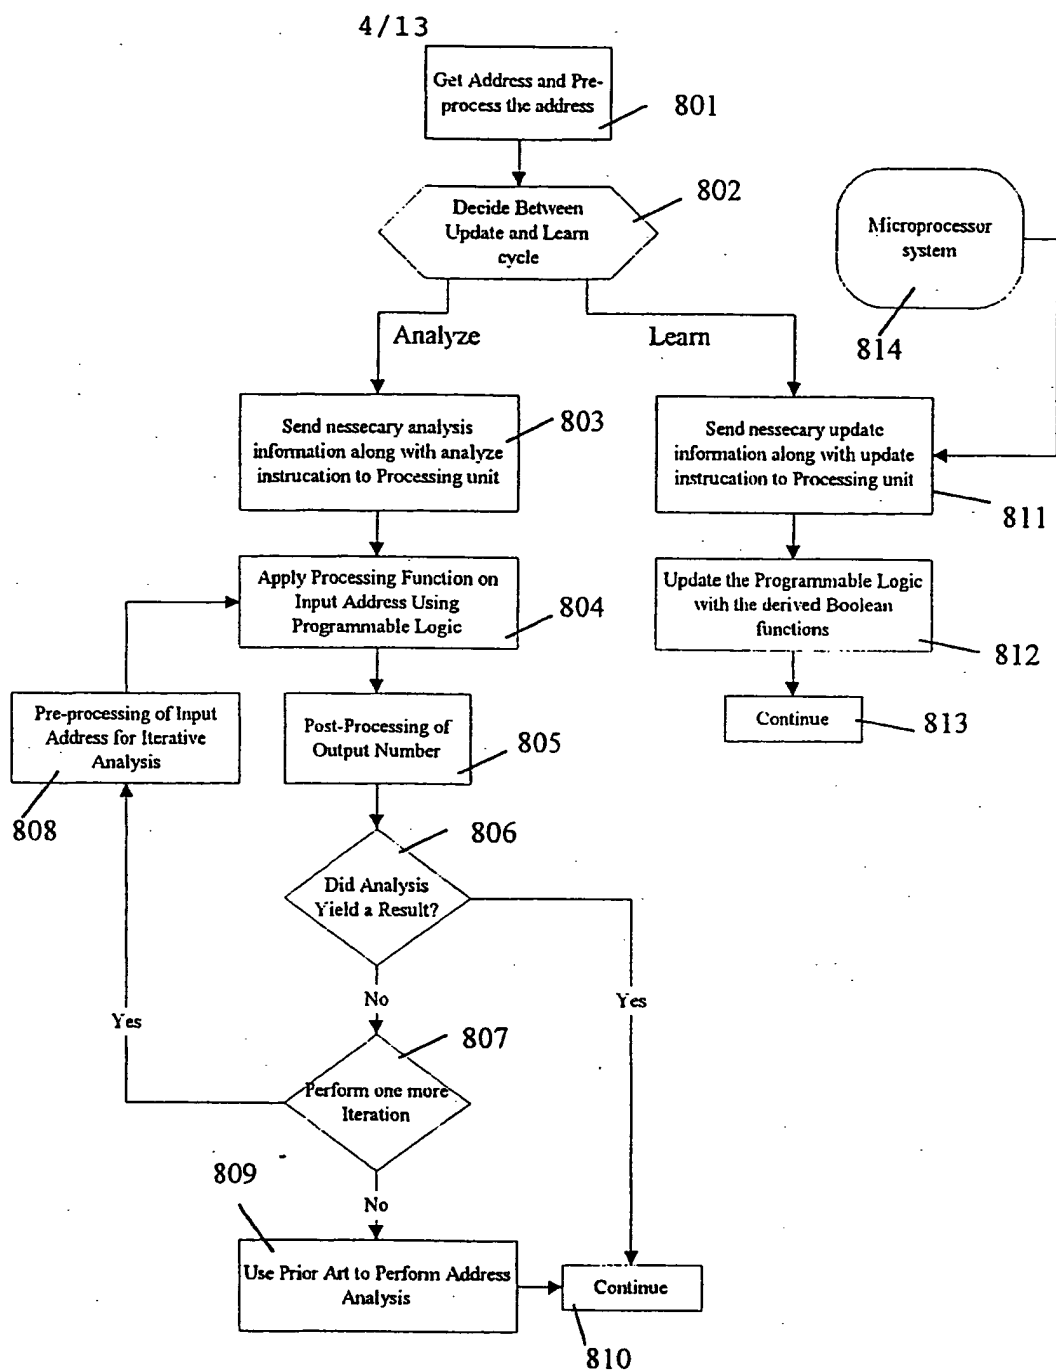 4/13
Get Address and Pre-
process the address
801
Decide Between
Update and Learn
cycle
802
Microprocessor
system
814
Analyze
Learn
Send nessecary analysis
information along with analyze
instrucation to Processing unit
803
Send nessecary update
information along with update
instrucation to Processing unit
811
Apply Processing Function on
Input Address Using
Programmable Logic
804
Update the Programmable Logic
with the derived Boolean
functions
812
Pre-processing of Input
Address for Iterative
Analysis
808
Post-Processing of
Output Number
805
Continue
813
806
Did Analysis
Yield a Result?
No
Yes
Yes
807
Perform one more
Iteration
809
No
Use Prior Art to Perform Address
Analysis
Continue
810